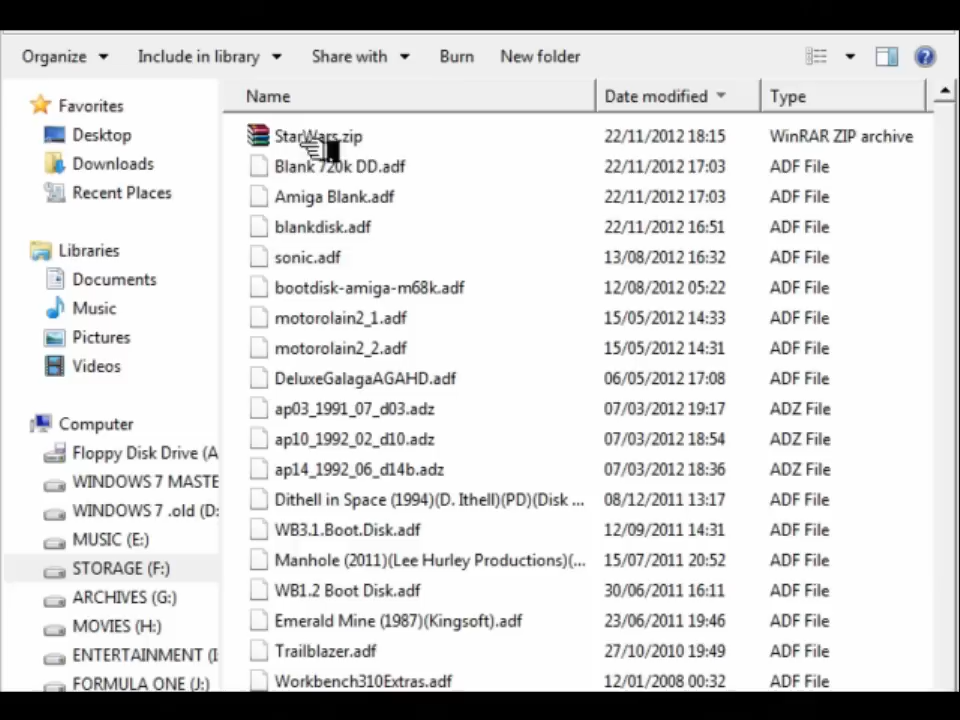 Organize Include in library Share with Burn New folder
Name Date modified Type
Favorites
Desktop
Downloads
Recent Places
Libraries
Documents
Music
Pictures
Videos
Computer
Floppy Disk Drive (A
WINDOWS 7 MASTE
WINDOWS 7 .old (D:
MUSIC (E:)
STORAGE (F:)
ARCHIVES (G:)
MOVIES (H:)
ENTERTAINMENT (I
FORMULA ONE (J:)
StarWars.zip 22/11/2012 18:15 WinRAR ZIP archive
Blank 720k DD.adf 22/11/2012 17:03 ADF File
Amiga Blank.adf 22/11/2012 17:03 ADF File
blankdisk.adf 22/11/2012 16:51 ADF File
sonic.adf 13/08/2012 16:32 ADF File
bootdisk-amiga-m68k.adf 12/08/2012 05:22 ADF File
motorolain2_1.adf 15/05/2012 14:33 ADF File
motorolain2_2.adf 15/05/2012 14:31 ADF File
DeluxeGalagaAGAHD.adf 06/05/2012 17:08 ADF File
ap03_1991_07_d03.adz 07/03/2012 19:17 ADZ File
ap10_1992_02_d10.adz 07/03/2012 18:54 ADZ File
ap14_1992_06_d14b.adz 07/03/2012 18:36 ADZ File
Dithell in Space (1994)(D. Ithell)(PD)(Disk ... 08/12/2011 13:17 ADF File
WB3.1.Boot.Disk.adf 12/09/2011 14:31 ADF File
Manhole (2011)(Lee Hurley Productions)(... 15/07/2011 20:52 ADF File
WB1.2 Boot Disk.adf 30/06/2011 16:11 ADF File
Emerald Mine (1987)(Kingsoft).adf 23/06/2011 19:46 ADF File
Trailblazer.adf 27/10/2010 19:49 ADF File
Workbench310Extras.adf 12/01/2008 00:32 ADF File